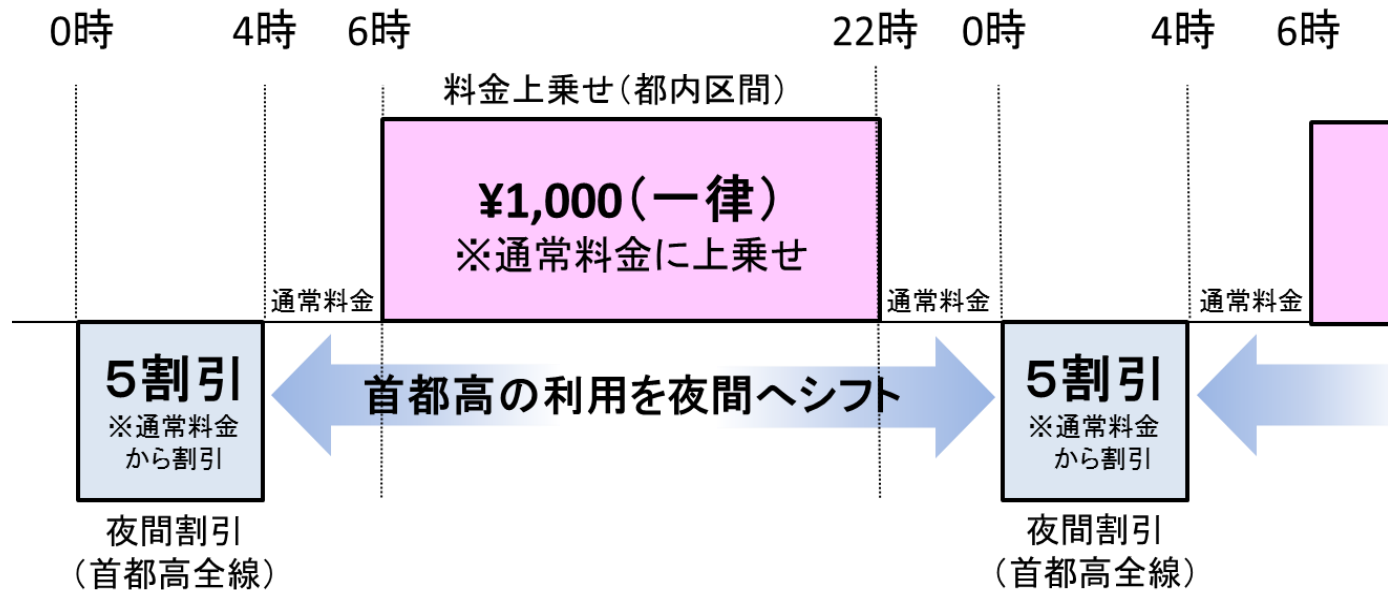 0時 4時 6時 22時 0時 4時 6時
料金上乗せ(都内区間)
¥1,000(一律)
※通常料金に上乗せ
通常料金 通常料金 通常料金
5割引
※通常料金
から割引
首都高の利用を夜間へシフト
5割引
※通常料金
から割引
夜間割引
(首都高全線)
夜間割引
(首都高全線)